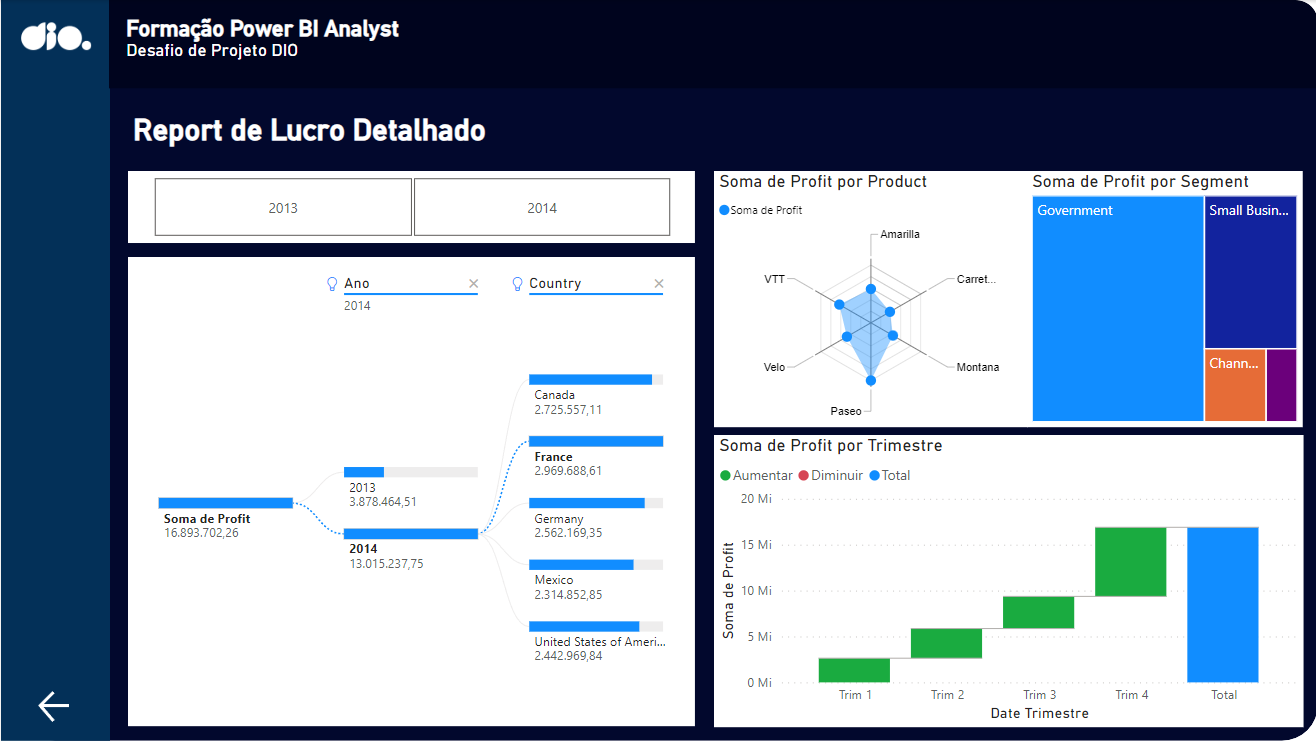 dio.
Formação Power BI Analyst
Desafio de Projeto DIO
Report de Lucro Detalhado
2013
2014
Ano
2014
Country
Soma de Profit
16.893.702,26
2013
3.878.464,51
2014
13.015.237,75
Canada
2.725.557,11
France
2.969.688,61
Germany
2.562.169,35
Mexico
2.314.852,85
United States of Ameri...
2.442.969,84
Soma de Profit por Product
Soma de Profit
Amarilla
Carret...
Montana
Paseo
Velo
VTT
Soma de Profit por Segment
Government
Small Busin...
Chann...
Soma de Profit por Trimestre
Aumentar Diminuir Total
Soma de Profit
20 Mi
15 Mi
10 Mi
5 Mi
0 Mi
Trim 1 Trim 2 Trim 3 Trim 4 Total
Date Trimestre